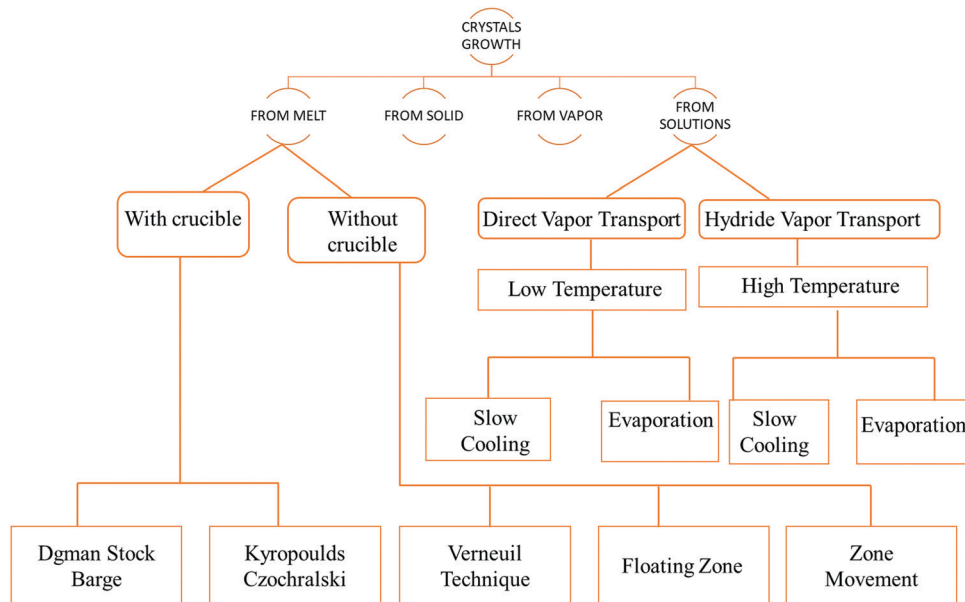 CRYSTALS
GROWTH
FROM MELT
FROM SOLID
FROM VAPOR
FROM
SOLUTIONS
With crucible
Without
crucible
Direct Vapor Transport
Hydride Vapor Transport
Low Temperature
High Temperature
Slow
Cooling
Evaporation
Slow
Cooling
Evaporation
Dgman Stock
Barge
Kyropoulds
Czochralski
Verneuil
Technique
Floating Zone
Zone
Movement